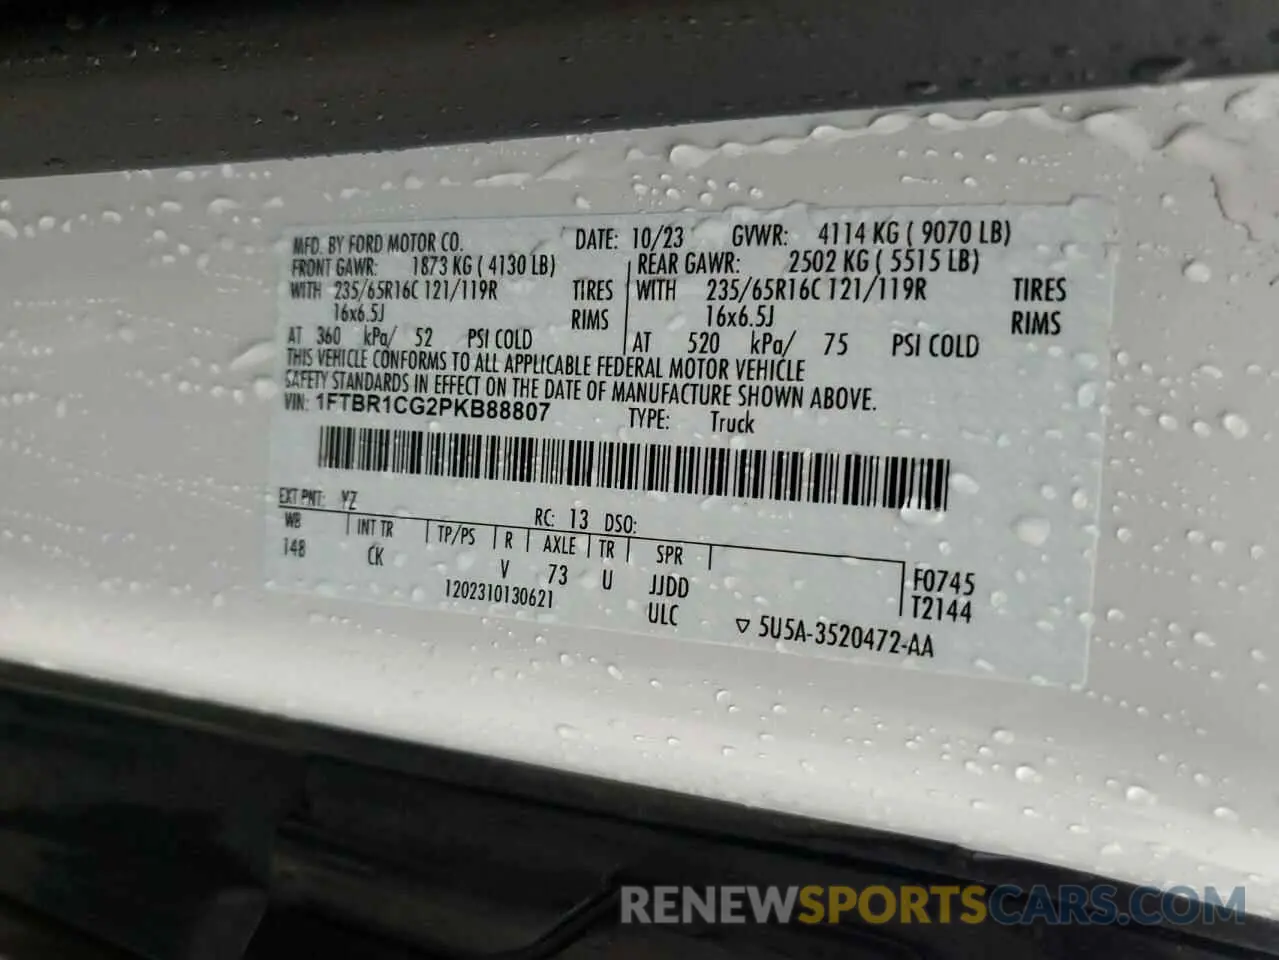 MFD. BY FORD MOTOR CO. DATE: 10/23 GVWR: 4114 KG ( 9070 LB)
FRONT GAWR: 1873 KG ( 4130 LB) REAR GAWR: 2502 KG ( 5515 LB)
WITH 235/65R16C 121/119R TIRES WITH 235/65R16C 121/119R TIRES
16x6.5J RIMS 16x6.5J RIMS
AT 360 kPa/ 52 PSI COLD AT 520 kPa/ 75 PSI COLD
THIS VEHICLE CONFORMS TO ALL APPLICABLE FEDERAL MOTOR VEHICLE
SAFETY STANDARDS IN EFFECT ON THE DATE OF MANUFACTURE SHOWN ABOVE.
VIN: 1FTBR1CG2PKB88807 TYPE: Truck
EXT PNT: YZ RC: 13 DSO:
WB INT TR TP/PS R AXLE TR SPR
148 CK V 73 U JJDD F0745
1202310130621 ULC T2144
▽ 5U5A-3520472-AA
RENEWSPORTSCARS.COM